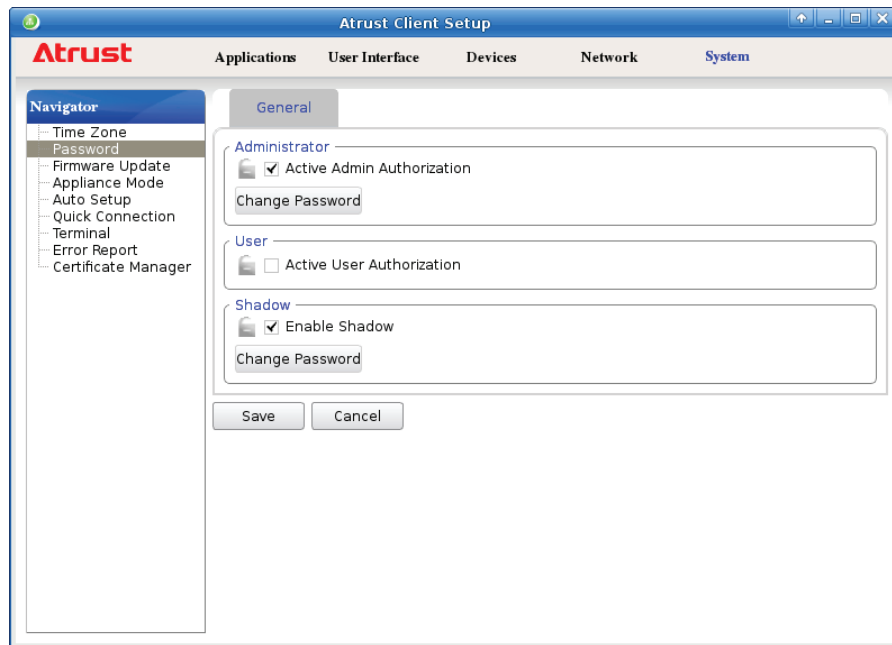 Atrust Client Setup
Atrust
Applications User Interface Devices Network System
Navigator
Time Zone
Password
Firmware Update
Appliance Mode
Auto Setup
Quick Connection
Terminal
Error Report
Certificate Manager
General
Administrator
Active Admin Authorization
Change Password
User
Active User Authorization
Shadow
Enable Shadow
Change Password
Save Cancel